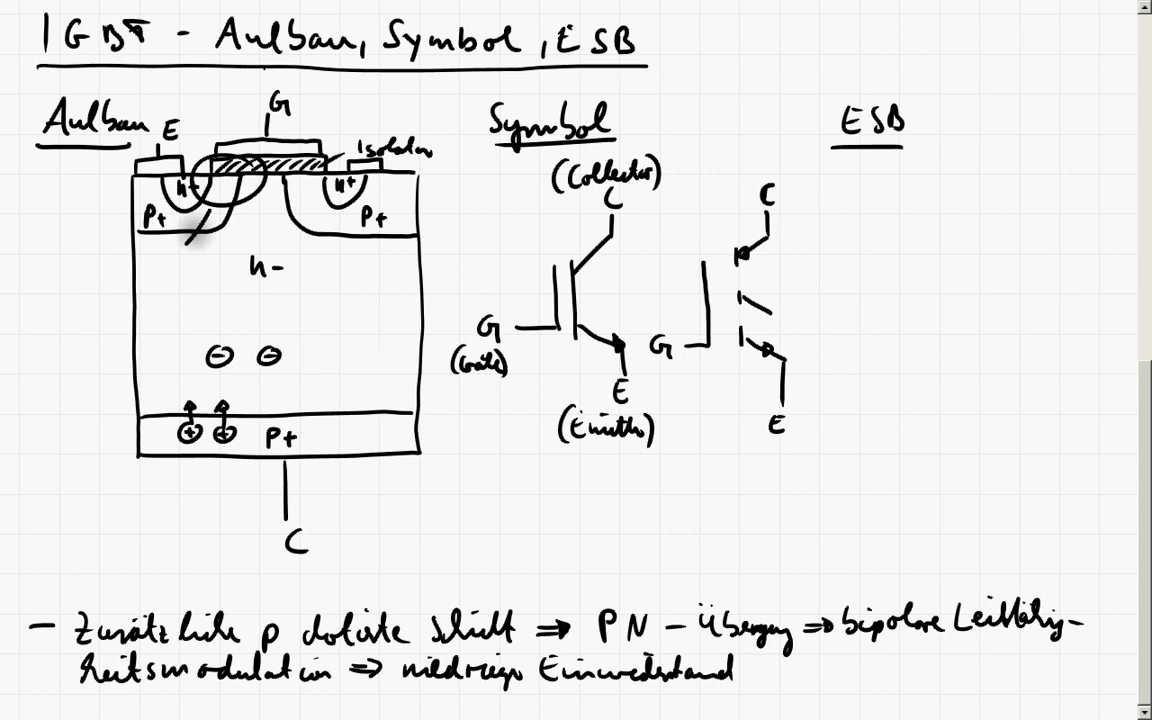 IGBT - Aufbau, Symbol, ESB
Aufbau
Symbol
ESB
E
G
Isolator
n+
n+
P+
P+
n-
- -
+ +
P+
C
(Collector)
C
G
(Gate)
E
(Emitter)
C
G
E
- Zusätzliche p dotierte Schicht ⇒ PN - Übergang ⇒ bipolare Leitfähig-
keitsmodulation ⇒ niedriger Einwiderstand